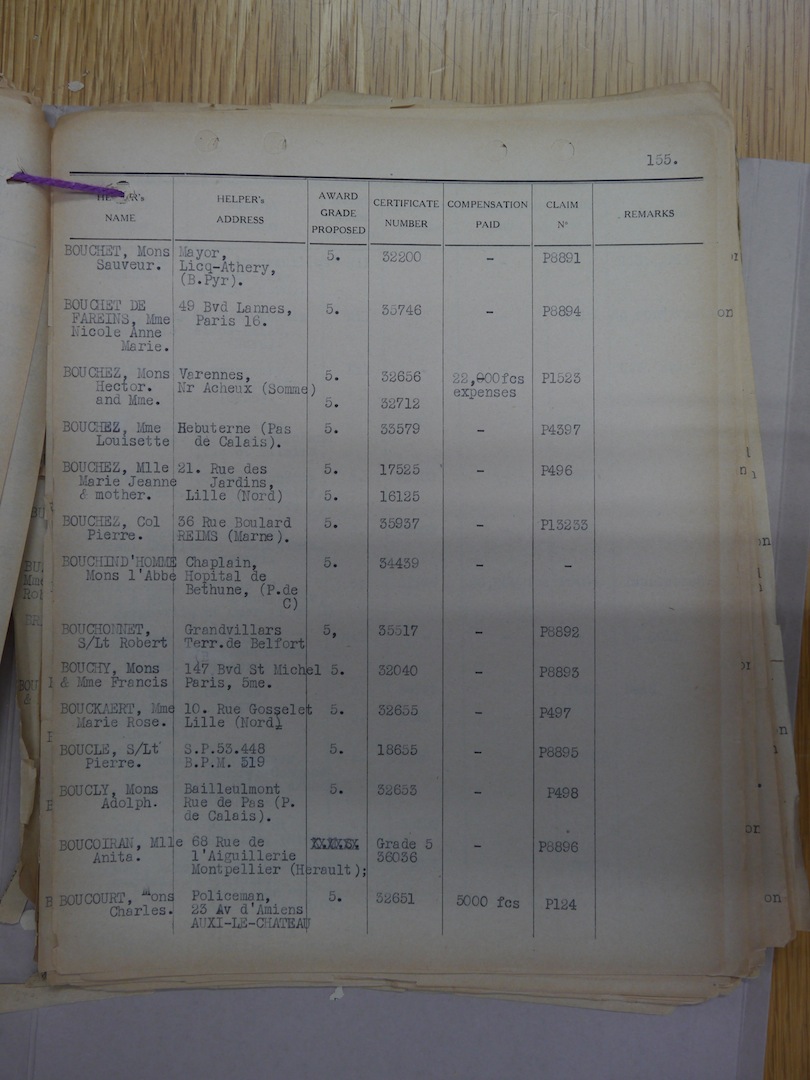 155.
HELPER's NAME | HELPER's ADDRESS | AWARD GRADE PROPOSED | CERTIFICATE NUMBER | COMPENSATION PAID | CLAIM N° | REMARKS
BOUCHET, Mons | Mayor, | 5. | 32200 | - | P8891
Sauveur. | Licq-Athery,
(B.Pyr).
BOUCHET DE | 49 Bvd Lannes, | 5. | 35746 | - | P8894
FAREINS, Mme | Paris 16.
Nicole Anne
Marie.
BOUCHEZ, Mons | Varennes, | 5. | 32656 | 22,000fcs | P1523
Hector. | Nr Acheux (Somme) | expenses
and Mme. | 5. | 32712
BOUCHEZ, Mme | Hebuterne (Pas | 5. | 33579 | - | P4397
Louisette | de Calais).
BOUCHEZ, Mlle | 21. Rue des | 5. | 17525 | - | P496
Marie Jeanne | Jardins,
& mother. | Lille (Nord) | 5. | 16125
BOUCHEZ, Col | 36 Rue Boulard | 5. | 35937 | - | P13233
Pierre. | REIMS (Marne).
BOUCHIND'HOMME | Chaplain, | 5. | 34439 | - | -
Mons l'Abbe | Hopital de
Bethune, (P.de
C)
BOUCHONNET, | Grandvillars | 5, | 35517 | - | P8892
S/Lt Robert | Terr.de Belfort
BOUCHY, Mons | 147 Bvd St Michel | 5. | 32040 | - | P8893
& Mme Francis | Paris, 5me.
BOUCKAERT, Mme | 10. Rue Gosselet | 5. | 32655 | - | P497
Marie Rose. | Lille (Nord)
BOUCLE, S/Lt | S.P.53.448 | 5. | 18655 | - | P8895
Pierre. | B.P.M. 519
BOUCLY, Mons | Bailleulmont | 5. | 32653 | - | P498
Adolph. | Rue de Pas (P.
de Calais).
BOUCOIRAN, Mlle | 68 Rue de | Grade 5 | - | P8896
Anita. | l'Aiguillerie | 36036
Montpellier (Herault);
BOUCOURT, Mons | Policeman, | 5. | 32651 | 5000 fcs | P124
Charles. | 23 Av d'Amiens
AUXI-LE-CHATEAU